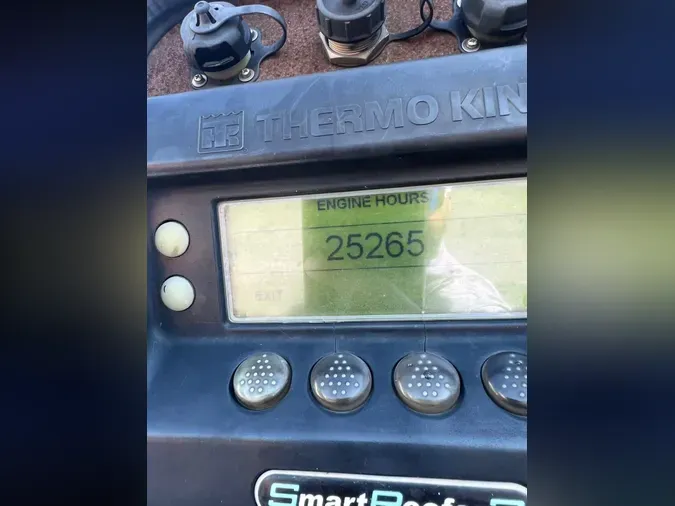 THERMO KIN
ENGINE HOURS
25265
EXIT